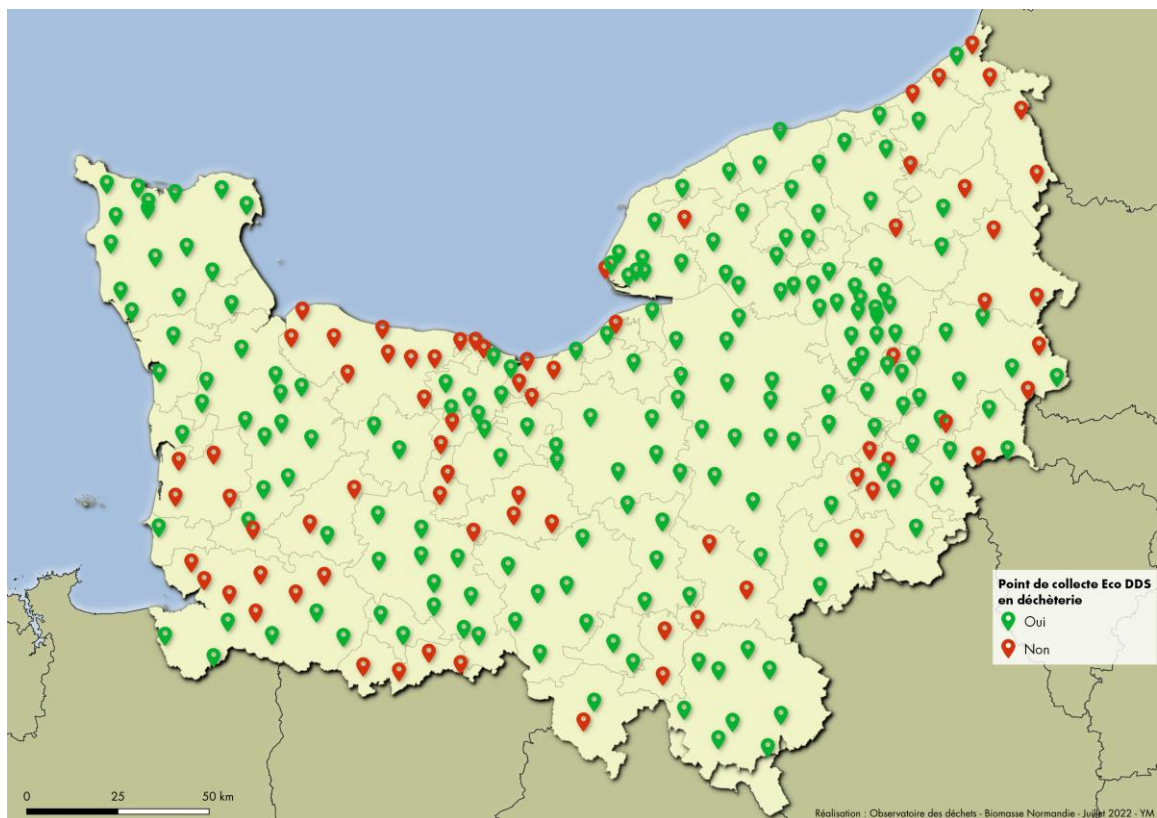 Point de collecte Eco DDS
en déchèterie
Oui
Non
0 25 50 km
Réalisation : Observatoire des déchets - Biomasse Normandie - Juillet 2022 - YM